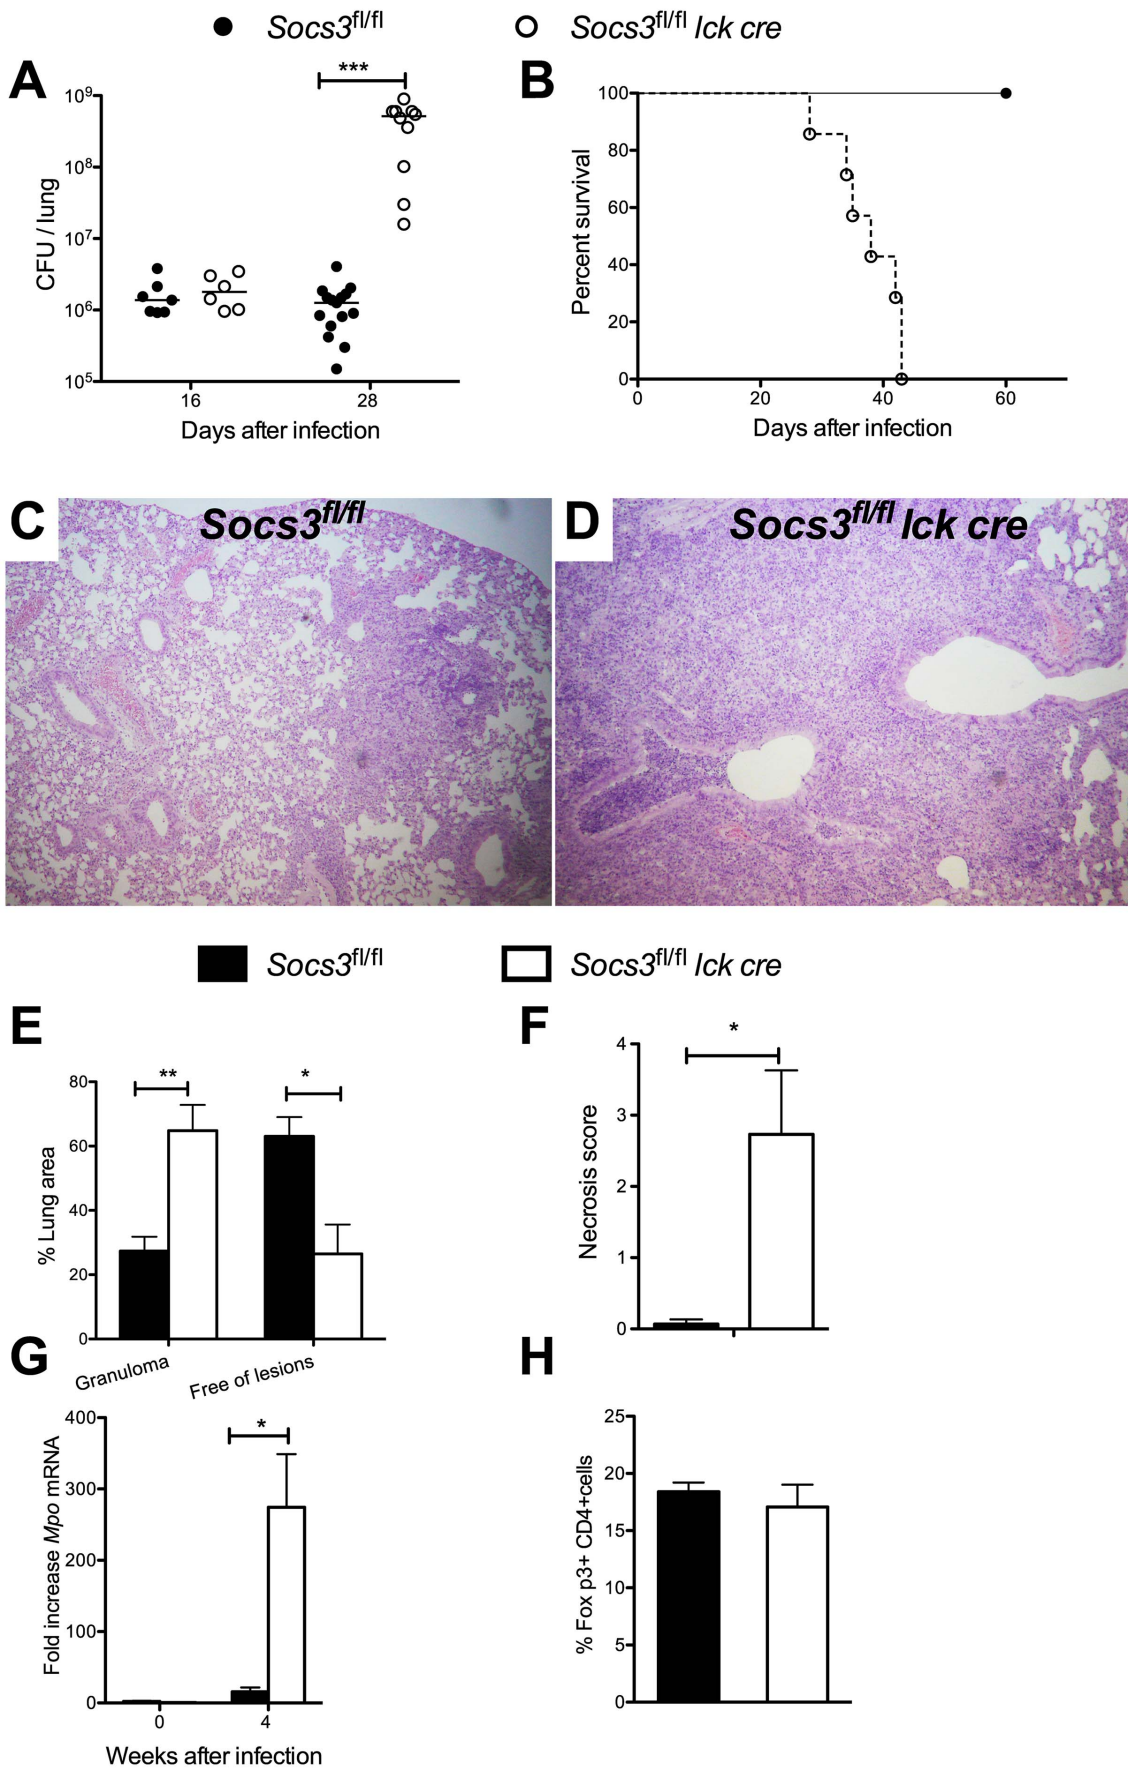 Socs3fl/fl Socs3fl/fl lck cre
A
***
CFU / lung
10⁹
10⁸
10⁷
10⁶
10⁵
16 28
Days after infection
B
Percent survival
100
80
60
40
20
0
0 20 40 60
Days after infection
C Socs3fl/fl
D Socs3fl/fl lck cre
Socs3fl/fl Socs3fl/fl lck cre
E
** *
% Lung area
80
60
40
20
0
Granuloma Free of lesions
F
*
Necrosis score
4
3
2
1
0
G
*
Fold increase Mpo mRNA
400
300
200
100
0
0 4
Weeks after infection
H
% Fox p3+ CD4+cells
25
20
15
10
5
0